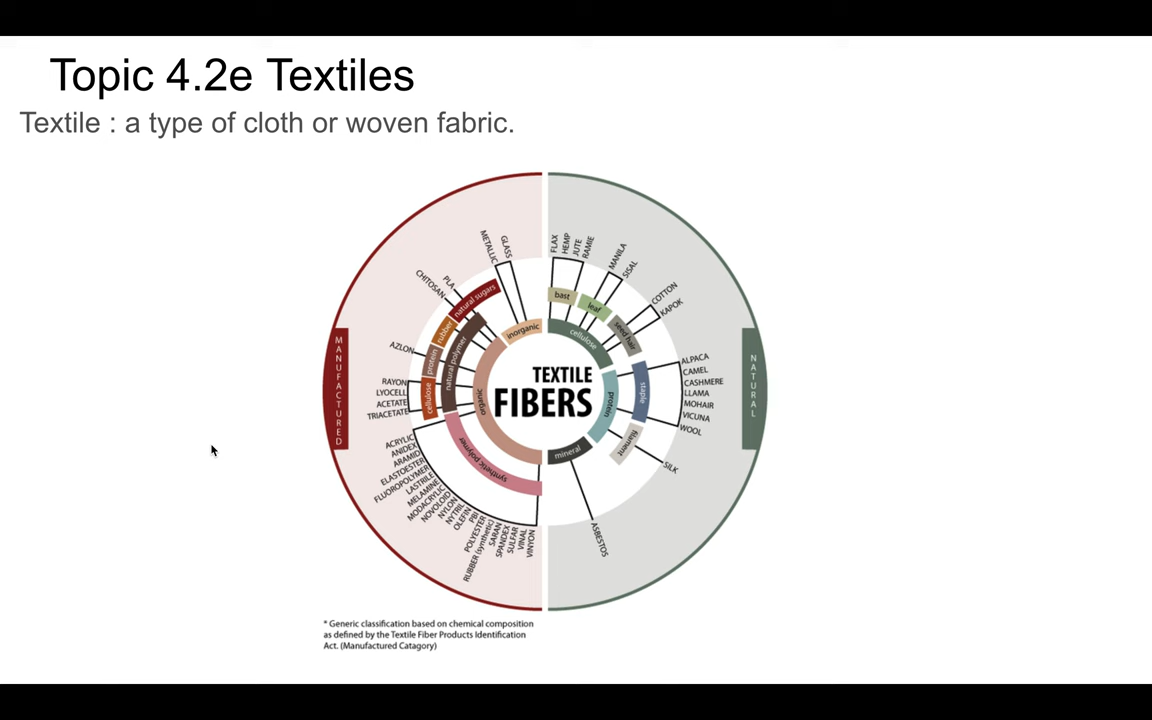 Topic 4.2e Textiles
Textile : a type of cloth or woven fabric.
MANUFACTURED
NATURAL
TEXTILE
FIBERS
inorganic
METALLIC
GLASS
organic
natural polymer
natural sugars
PLA
CHITOSAN
rubber
protein
AZLON
cellulose
RAYON
LYOCELL
ACETATE
TRIACETATE
synthetic polymer
ACRYLIC
ANIDEX
ARAMID
ELASTOESTER
FLUOROPOLYMER
LASTRILE
MELAMINE
MODACRYLIC
NOVOLOID
NYLON
NYTRIL
OLEFIN
PBI
POLYESTER
RUBBER (synthetic)
SARAN
SPANDEX
SULFAR
VINAL
VINYON
cellulose
bast
FLAX
HEMP
JUTE
RAMIE
leaf
MANILA
SISAL
seed hair
COTTON
KAPOK
protein
staple
ALPACA
CAMEL
CASHMERE
LLAMA
MOHAIR
VICUNA
WOOL
filament
SILK
mineral
ASBESTOS
* Generic classification based on chemical composition
as defined by the Textile Fiber Products Identification
Act. (Manufactured Catagory)